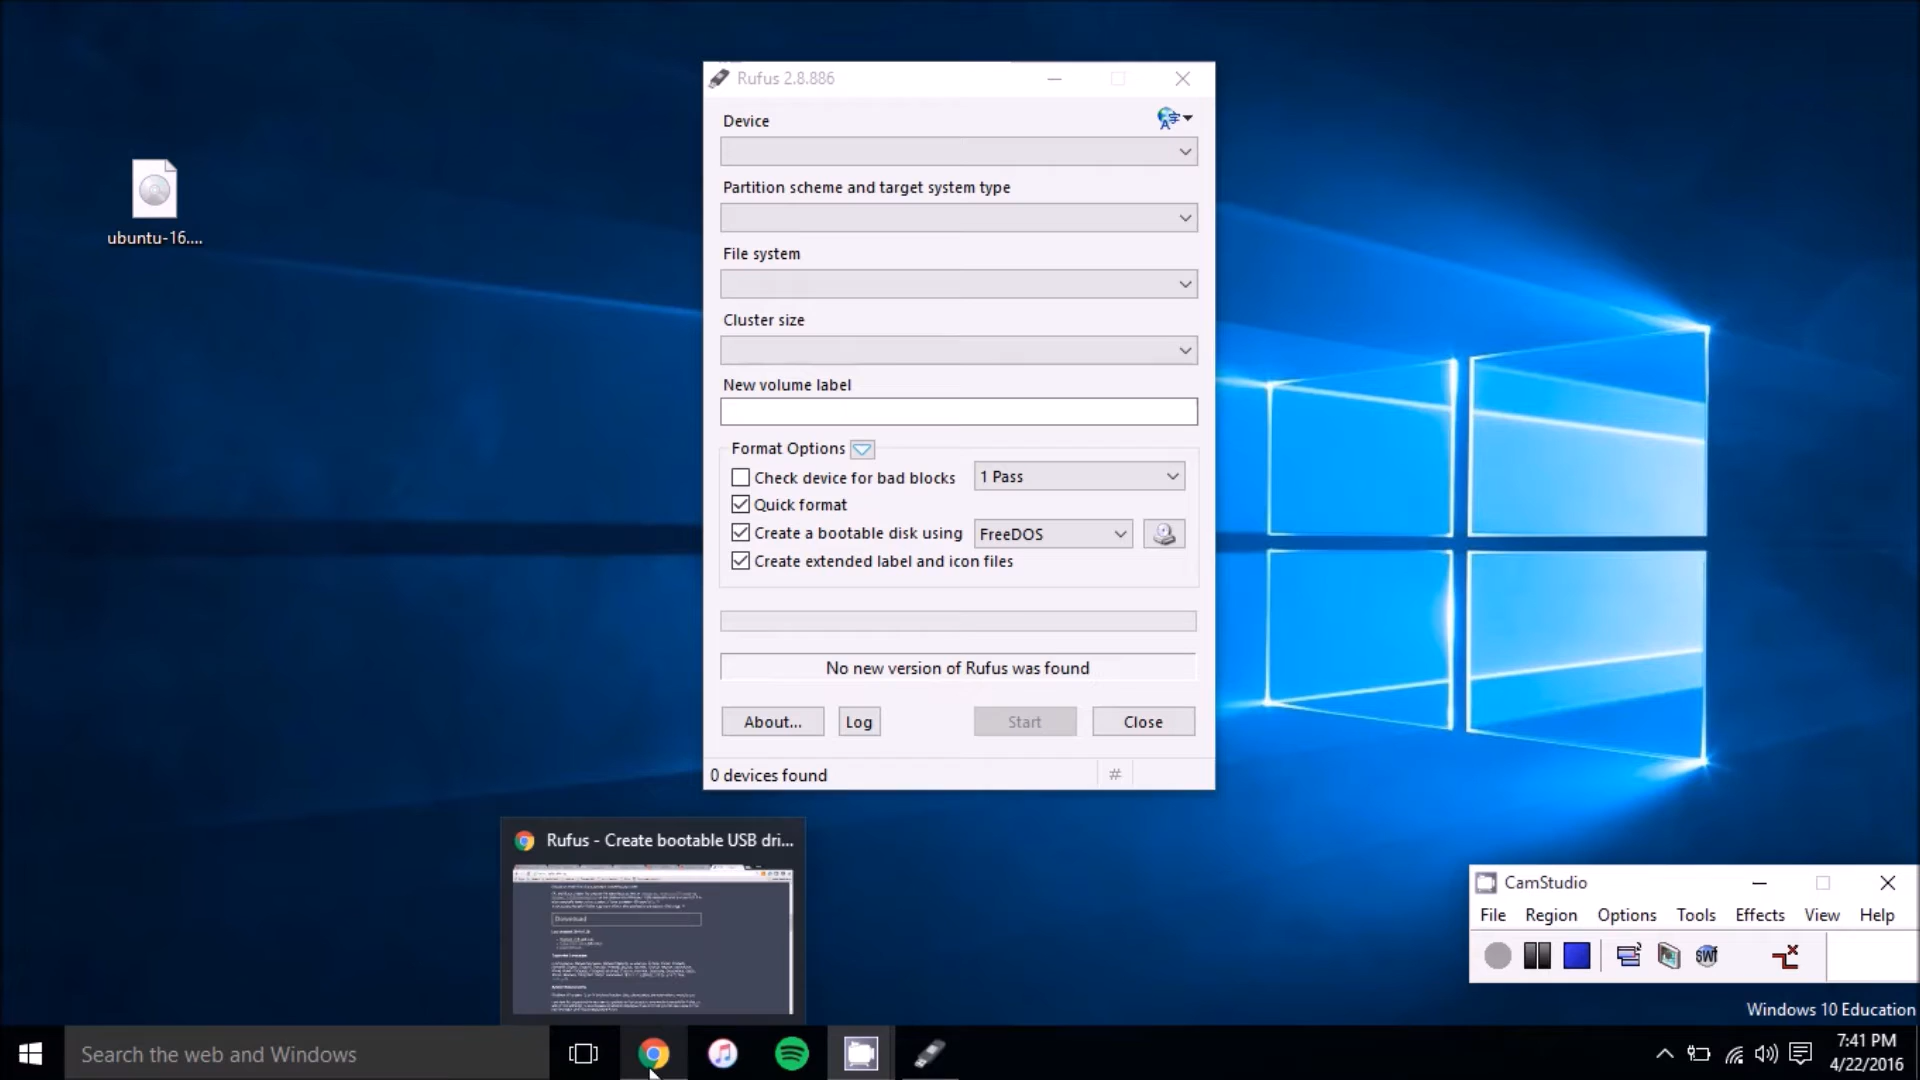 Rufus 2.8.886
Device
Partition scheme and target system type
File system
Cluster size
New volume label
Format Options
Check device for bad blocks
1 Pass
Quick format
Create a bootable disk using
FreeDOS
Create extended label and icon files
No new version of Rufus was found
About...
Log
Start
Close
0 devices found
#
ubuntu-16....
Rufus - Create bootable USB dri...
Download
CamStudio
File Region Options Tools Effects View Help
swf
Windows 10 Education
Search the web and Windows
7:41 PM
4/22/2016